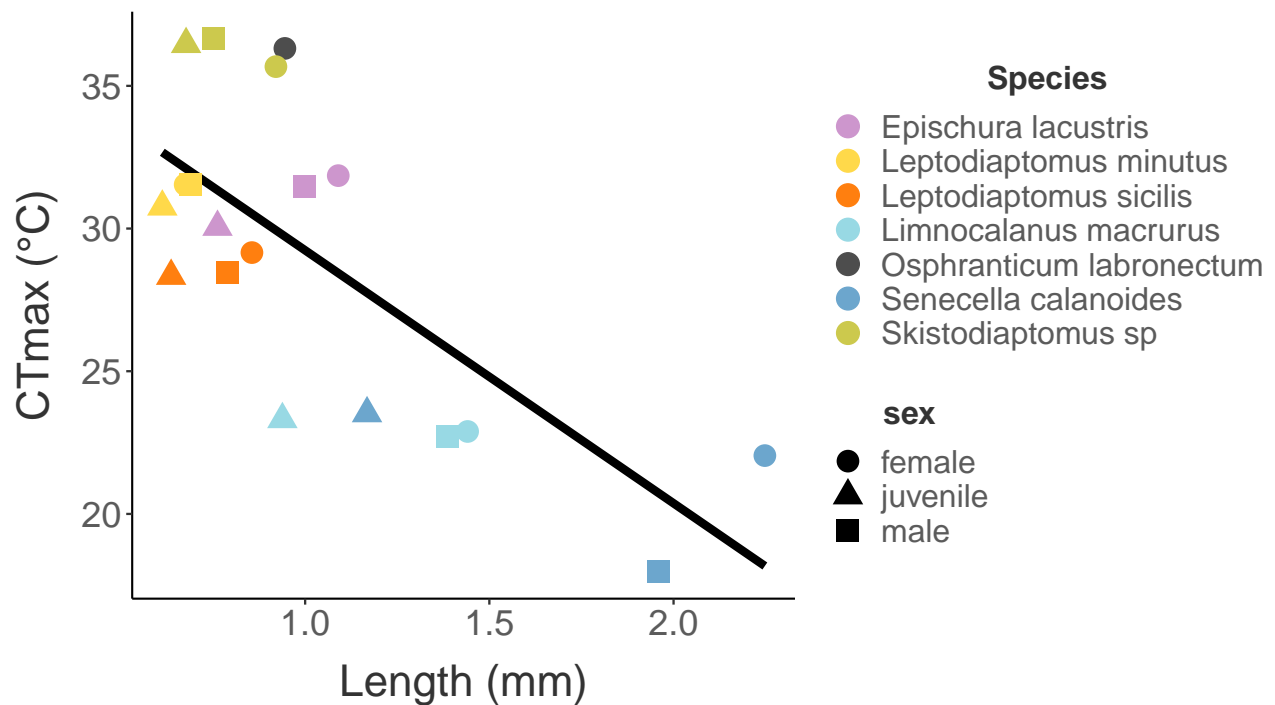 35
30
25
20
CTmax (°C)
1.0
1.5
2.0
Length (mm)
Species
Epischura lacustris
Leptodiaptomus minutus
Leptodiaptomus sicilis
Limnocalanus macrurus
Osphranticum labronectum
Senecella calanoides
Skistodiaptomus sp
sex
female
juvenile
male